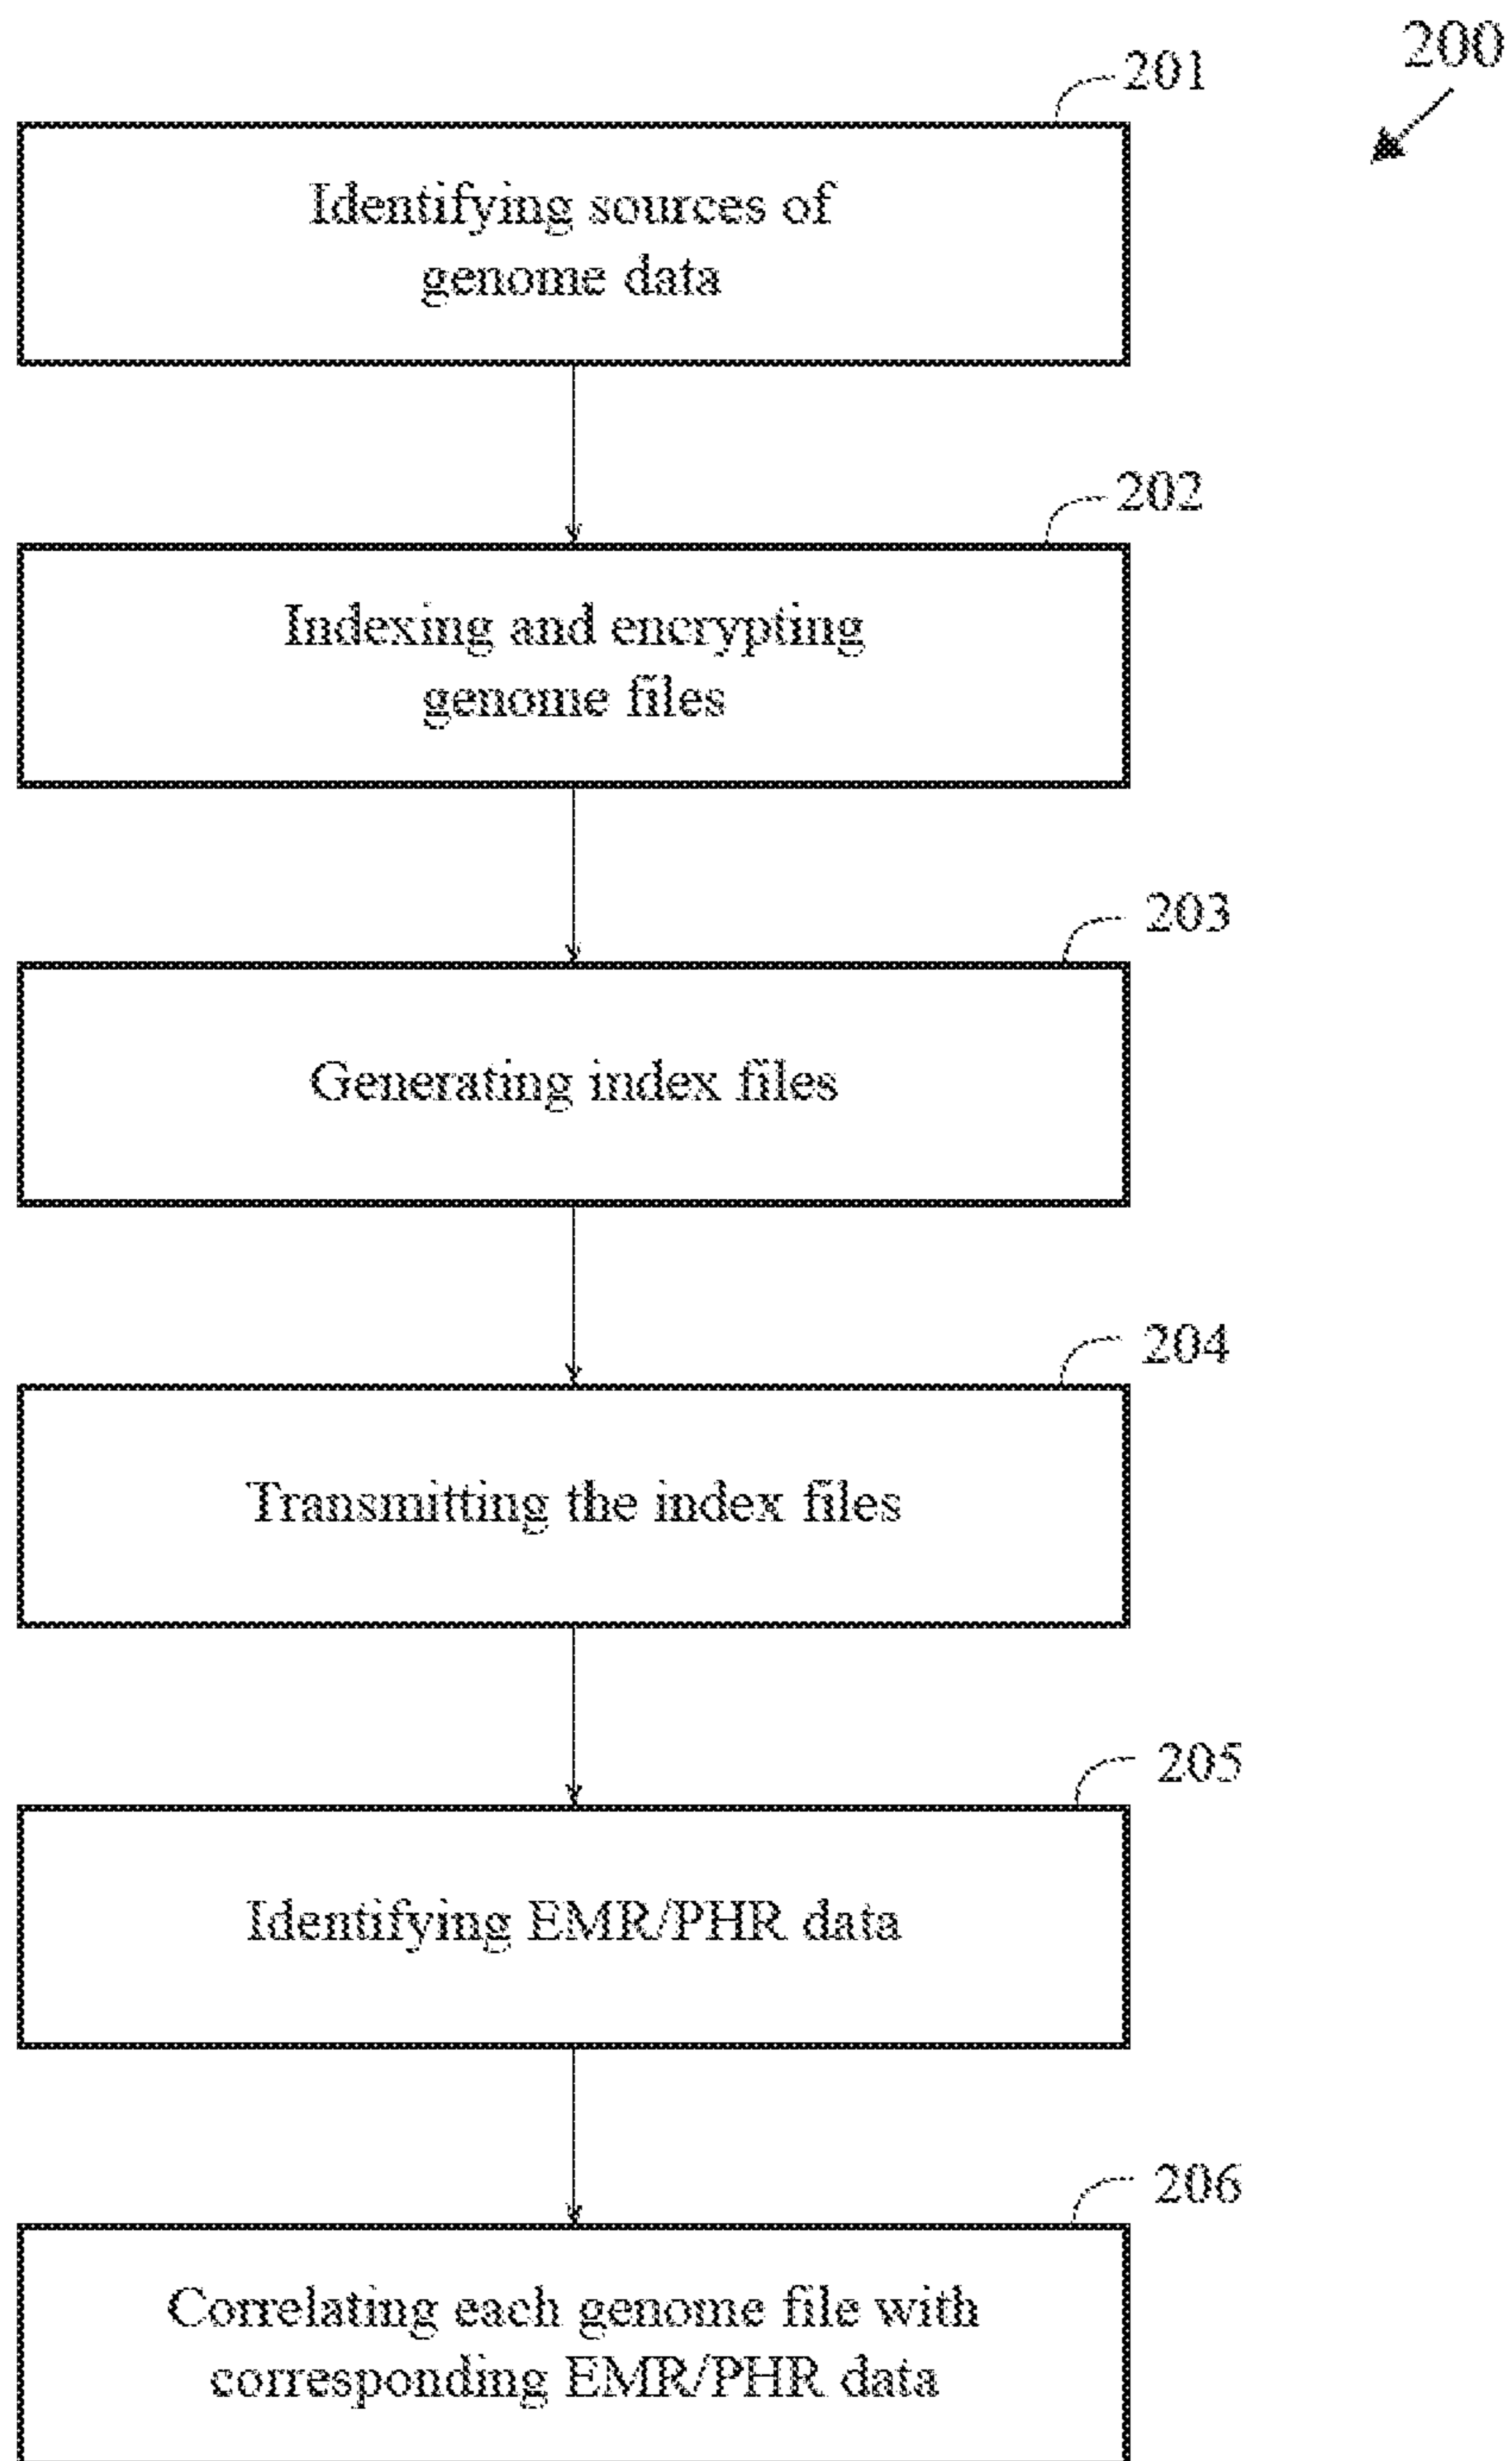 200
201
Identifying sources of
genome data
202
Indexing and encrypting
genome files
203
Generating index files
204
Transmitting the index files
205
Identifying EMR/PHR data
206
Correlating each genome file with
corresponding EMR/PHR data